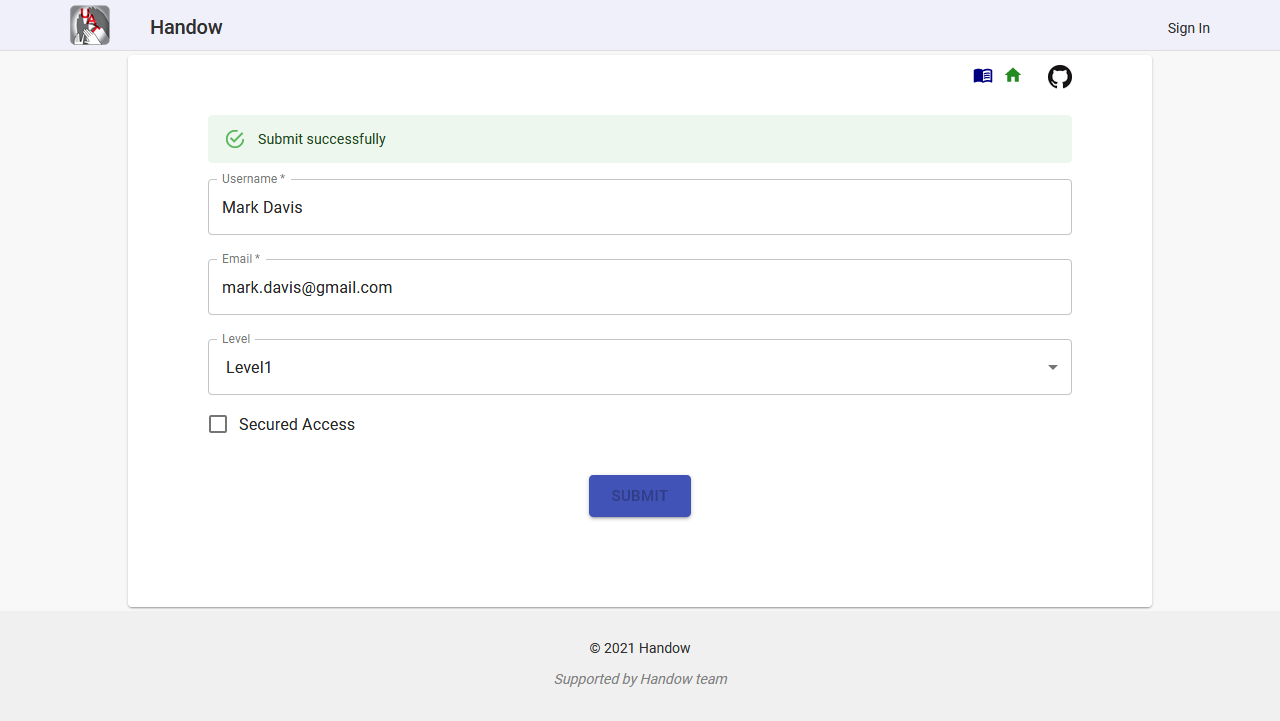 UA
Handow
Sign In
Submit successfully
Username *
Mark Davis
Email *
mark.davis@gmail.com
Level
Level1
Secured Access
SUBMIT
© 2021 Handow
Supported by Handow team